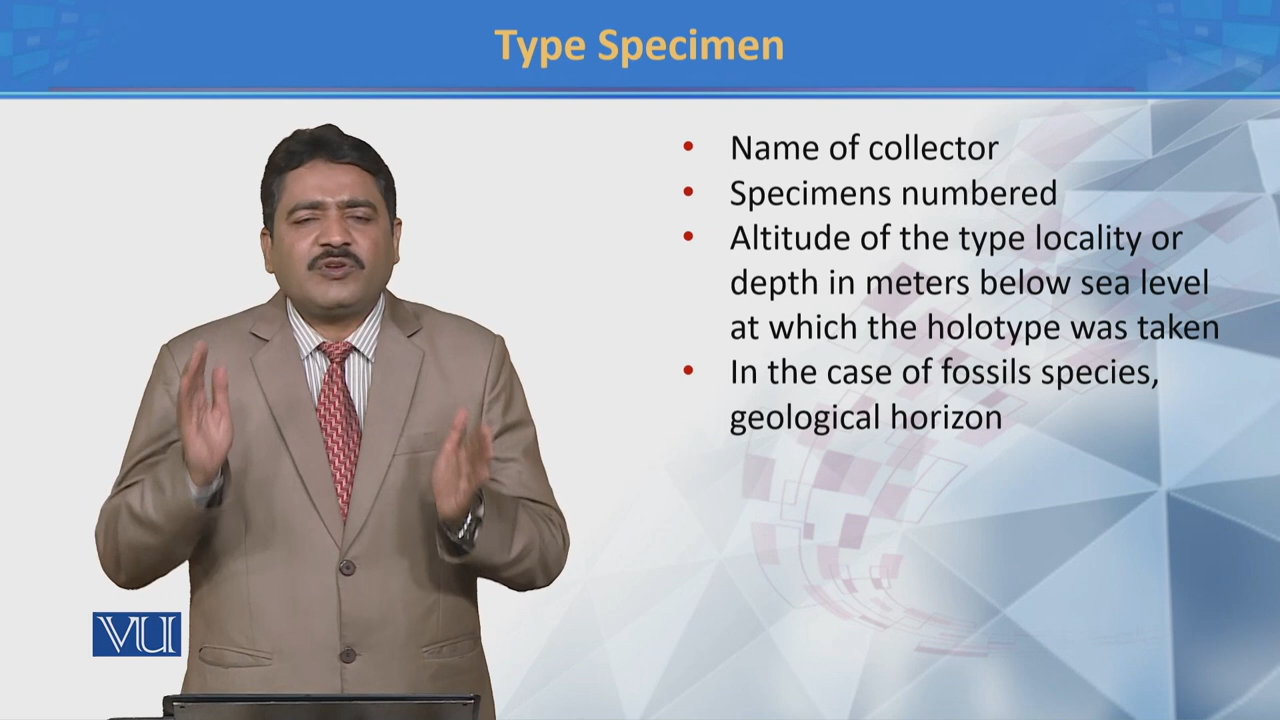 Type Specimen
• Name of collector
• Specimens numbered
• Altitude of the type locality or
depth in meters below sea level
at which the holotype was taken
• In the case of fossils species,
geological horizon
VU